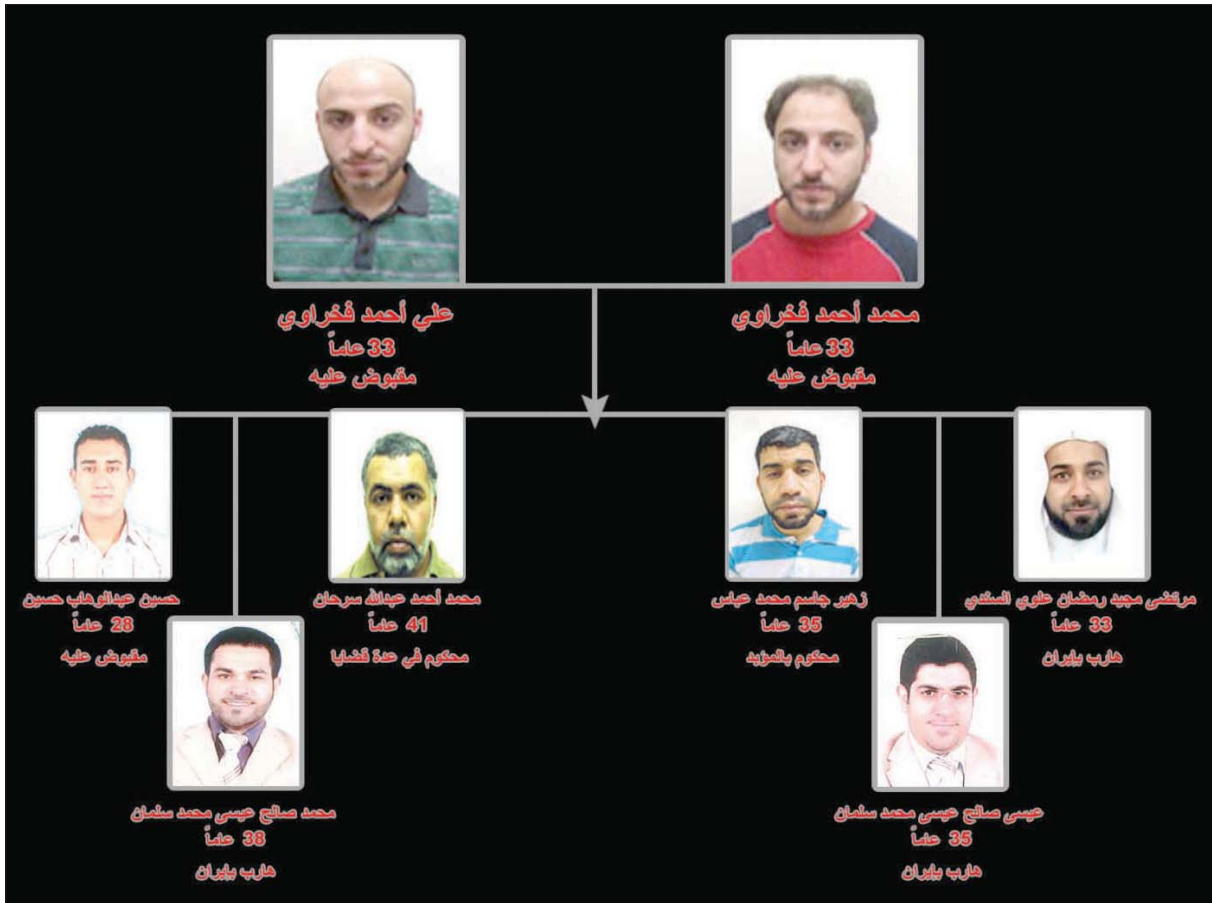 محمد أحمد فخراوي
33 عاماً
مقبوض عليه
علي أحمد فخراوي
33 عاماً
مقبوض عليه
مرتضى مجيد رمضان علوي السندي
33 عاماً
هارب بإيران
زهير جاسم محمد عباس
35 عاماً
محكوم بالمؤبد
محمد أحمد عبدالله سرحان
41 عاماً
محكوم في عدة قضايا
حسين عبدالوهاب حسين
28 عاماً
مقبوض عليه
عيسى صالح عيسى محمد سلمان
35 عاماً
هارب بإيران
محمد صالح عيسى محمد سلمان
38 عاماً
هارب بإيران